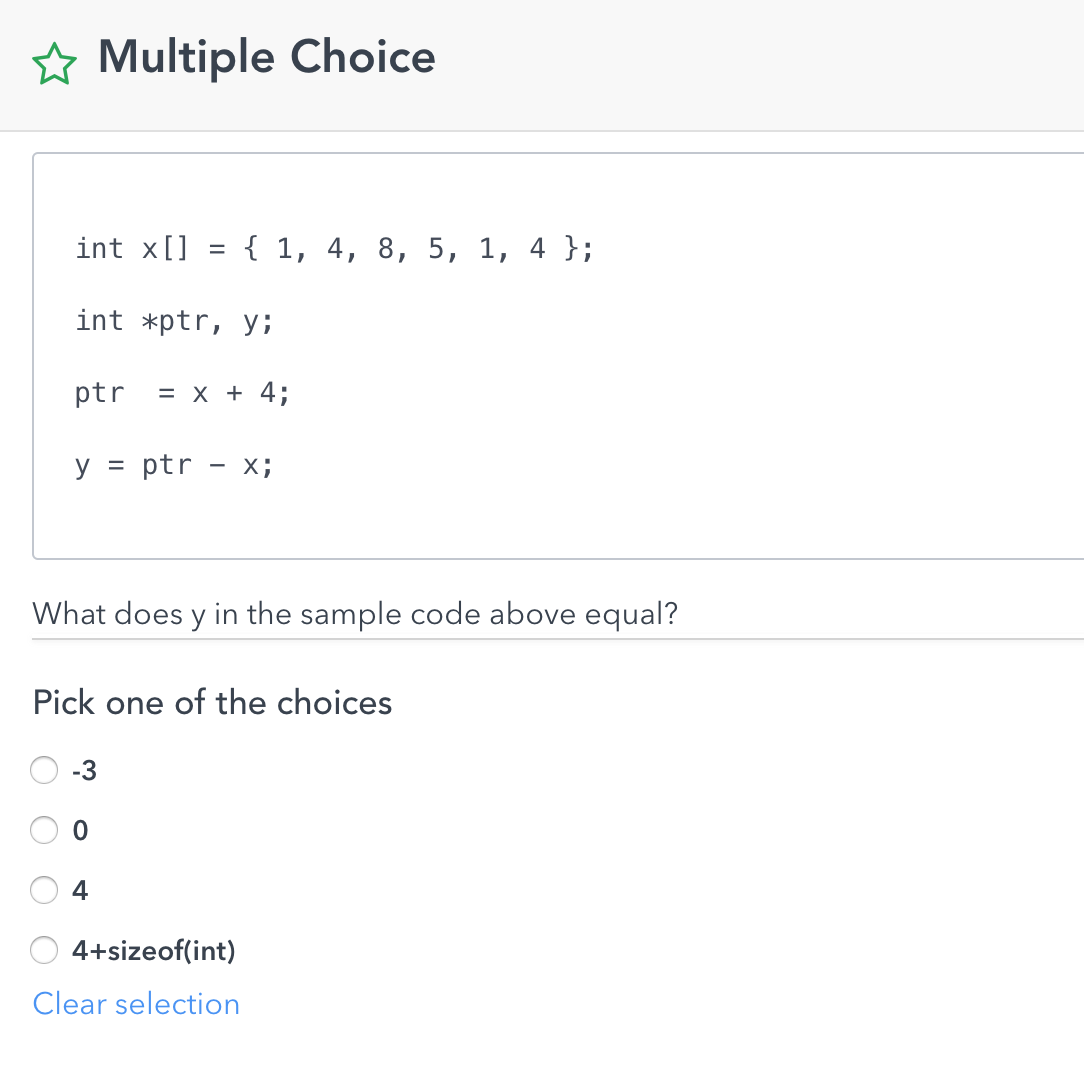 Multiple Choice
int x[] = { 1, 4, 8, 5, 1, 4 };
int *ptr, y;
ptr  = x + 4;
y = ptr − x;
What does y in the sample code above equal?
Pick one of the choices
-3
0
4
4+sizeof(int)
Clear selection